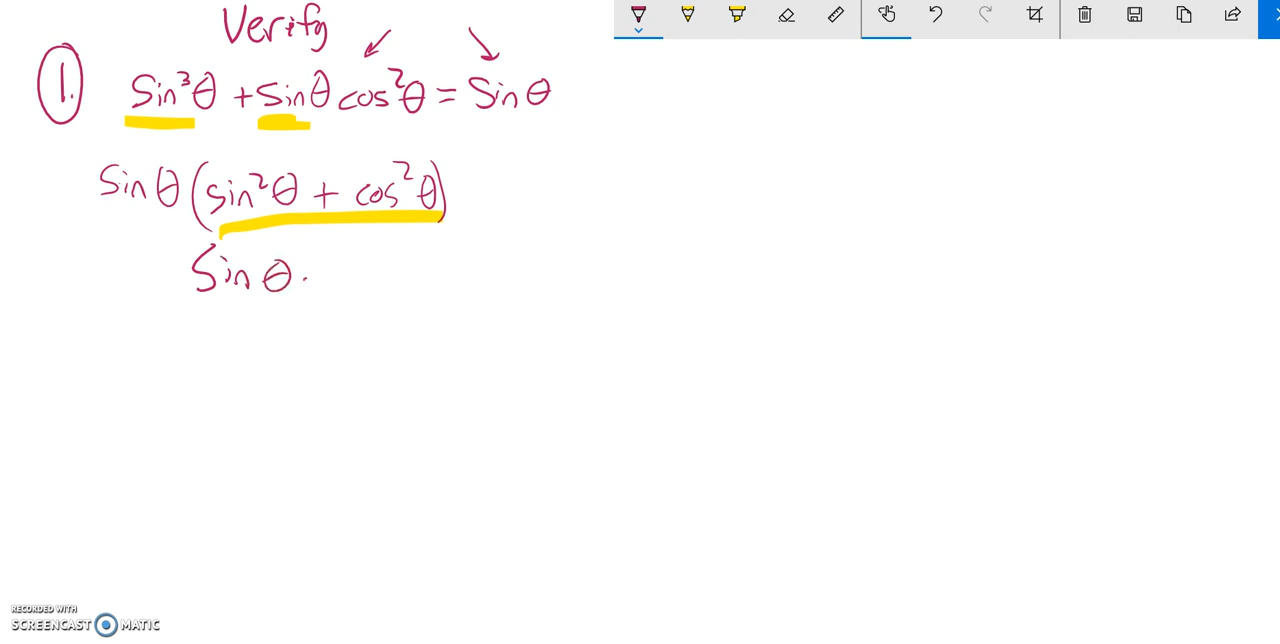 Verify
1. Sin³θ + sinθ cos²θ = Sinθ
Sinθ (sin²θ + cos²θ)
Sinθ ·
RECORDED WITH
SCREENCAST MATIC